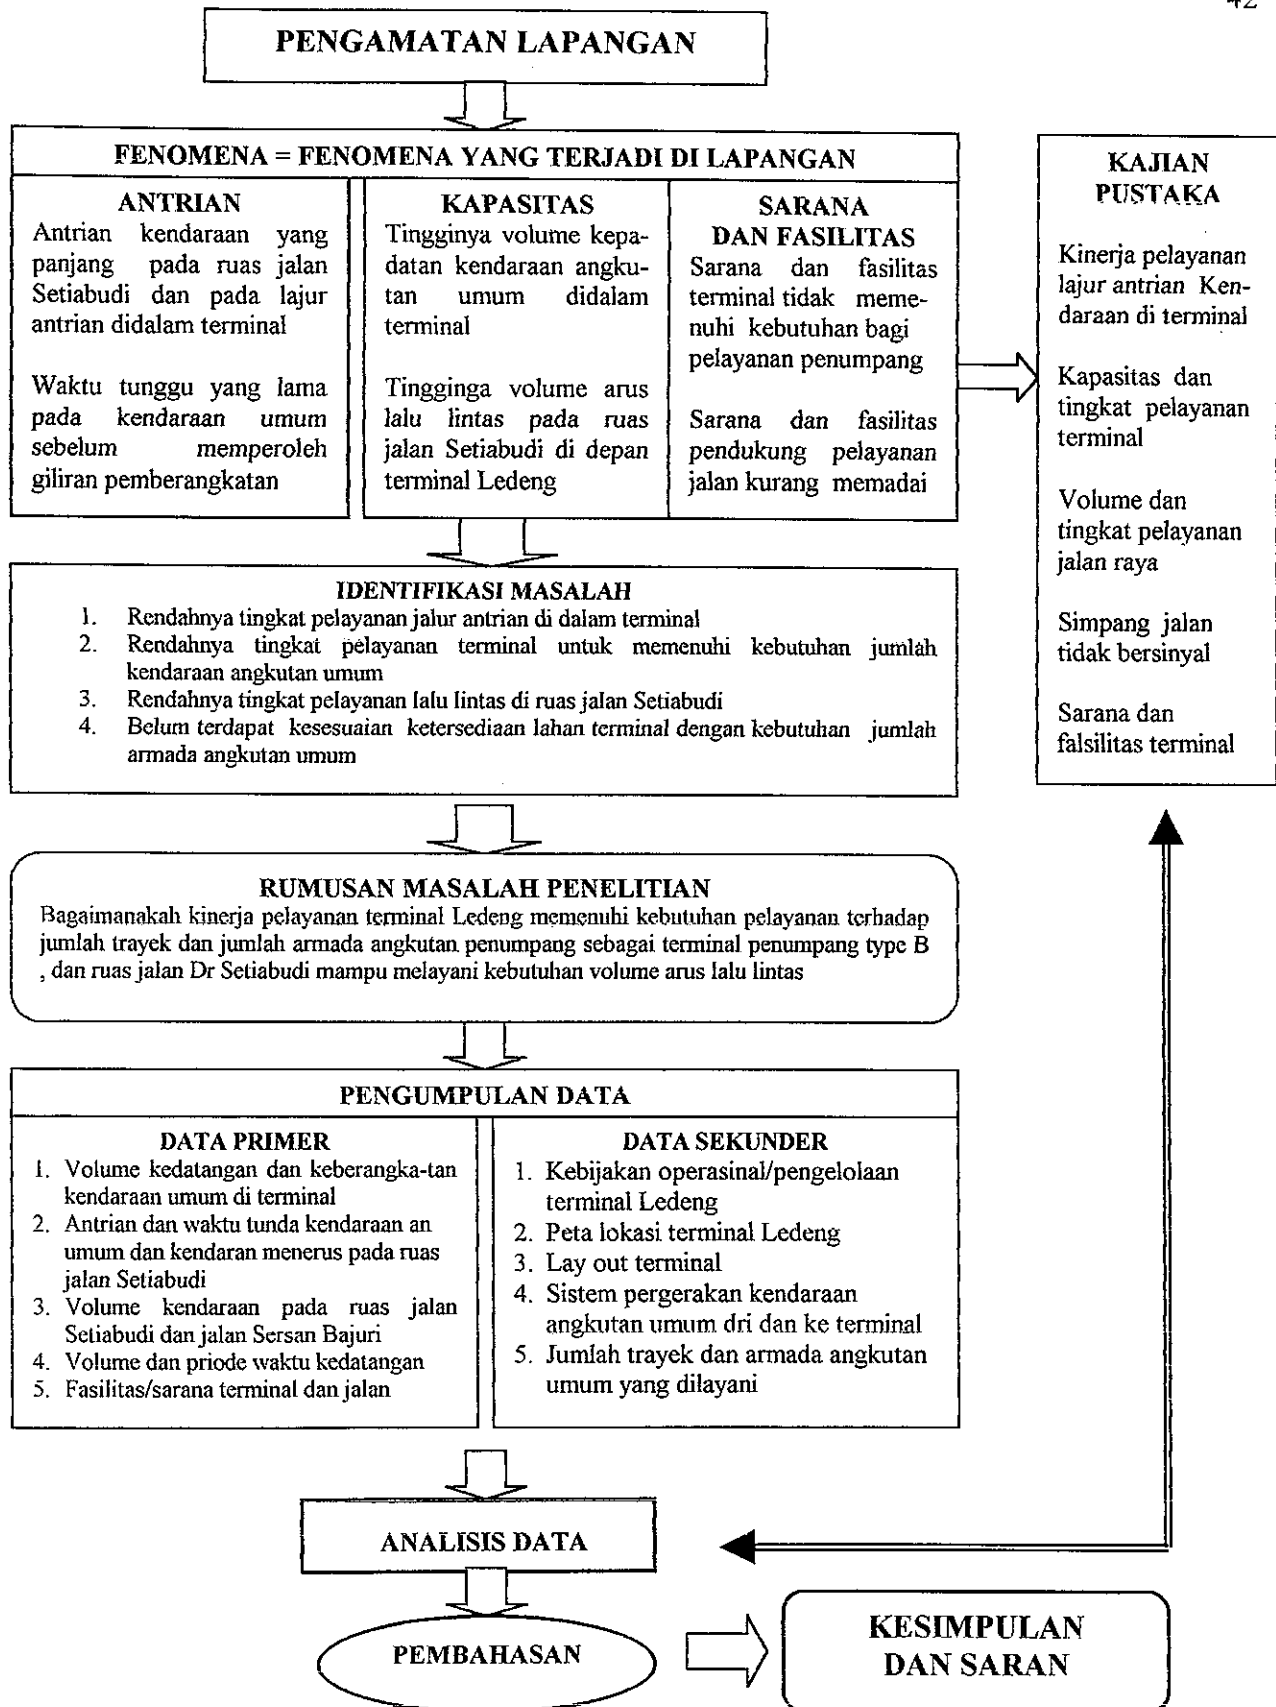 42
PENGAMATAN LAPANGAN
FENOMENA = FENOMENA YANG TERJADI DI LAPANGAN
ANTRIAN
Antrian kendaraan yang
panjang pada ruas jalan
Setiabudi dan pada lajur
antrian didalam terminal
Waktu tunggu yang lama
pada kendaraan umum
sebelum memperoleh
giliran pemberangkatan
KAPASITAS
Tingginya volume kepa-
datan kendaraan angku-
tan umum didalam
terminal
Tingginga volume arus
lalu lintas pada ruas
jalan Setiabudi di depan
terminal Ledeng
SARANA
DAN FASILITAS
Sarana dan fasilitas
terminal tidak meme-
nuhi kebutuhan bagi
pelayanan penumpang
Sarana dan fasilitas
pendukung pelayanan
jalan kurang memadai
KAJIAN
PUSTAKA
Kinerja pelayanan
lajur antrian Ken-
daraan di terminal
Kapasitas dan
tingkat pelayanan
terminal
Volume dan
tingkat pelayanan
jalan raya
Simpang jalan
tidak bersinyal
Sarana dan
falsilitas terminal
IDENTIFIKASI MASALAH
1. Rendahnya tingkat pelayanan jalur antrian di dalam terminal
2. Rendahnya tingkat pelayanan terminal untuk memenuhi kebutuhan jumlah
kendaraan angkutan umum
3. Rendahnya tingkat pelayanan lalu lintas di ruas jalan Setiabudi
4. Belum terdapat kesesuaian ketersediaan lahan terminal dengan kebutuhan jumlah
armada angkutan umum
RUMUSAN MASALAH PENELITIAN
Bagaimanakah kinerja pelayanan terminal Ledeng memenuhi kebutuhan pelayanan terhadap
jumlah trayek dan jumlah armada angkutan penumpang sebagai terminal penumpang type B
, dan ruas jalan Dr Setiabudi mampu melayani kebutuhan volume arus lalu lintas
PENGUMPULAN DATA
DATA PRIMER
1. Volume kedatangan dan keberangka-tan
kendaraan umum di terminal
2. Antrian dan waktu tunda kendaraan an
umum dan kendaran menerus pada ruas
jalan Setiabudi
3. Volume kendaraan pada ruas jalan
Setiabudi dan jalan Sersan Bajuri
4. Volume dan priode waktu kedatangan
5. Fasilitas/sarana terminal dan jalan
DATA SEKUNDER
1. Kebijakan operasinal/pengelolaan
terminal Ledeng
2. Peta lokasi terminal Ledeng
3. Lay out terminal
4. Sistem pergerakan kendaraan
angkutan umum dri dan ke terminal
5. Jumlah trayek dan armada angkutan
umum yang dilayani
ANALISIS DATA
PEMBAHASAN
KESIMPULAN
DAN SARAN